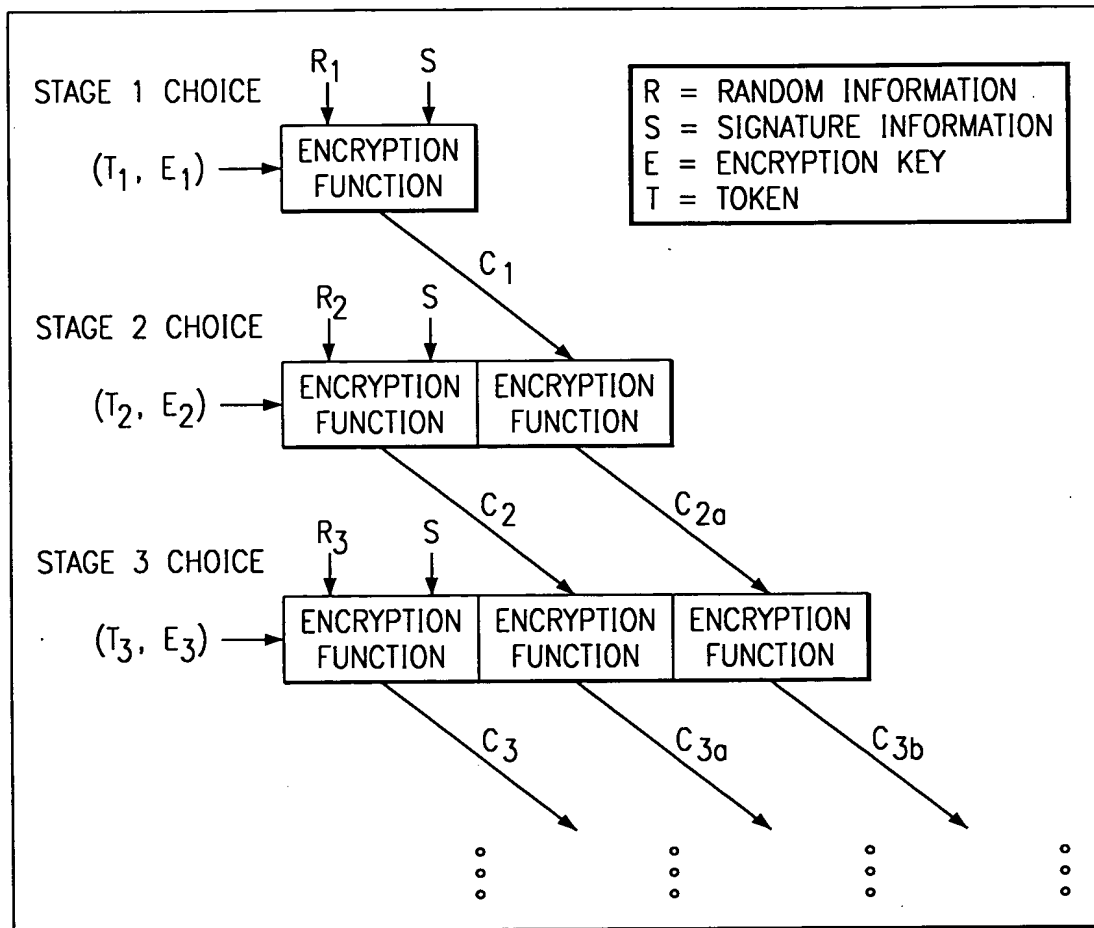 R1 S
STAGE 1 CHOICE
(T1, E1)
ENCRYPTION
FUNCTION
R = RANDOM INFORMATION
S = SIGNATURE INFORMATION
E = ENCRYPTION KEY
T = TOKEN
C1
R2 S
STAGE 2 CHOICE
(T2, E2)
ENCRYPTION
FUNCTION
ENCRYPTION
FUNCTION
C2
C2a
R3 S
STAGE 3 CHOICE
(T3, E3)
ENCRYPTION
FUNCTION
ENCRYPTION
FUNCTION
ENCRYPTION
FUNCTION
C3
C3a
C3b